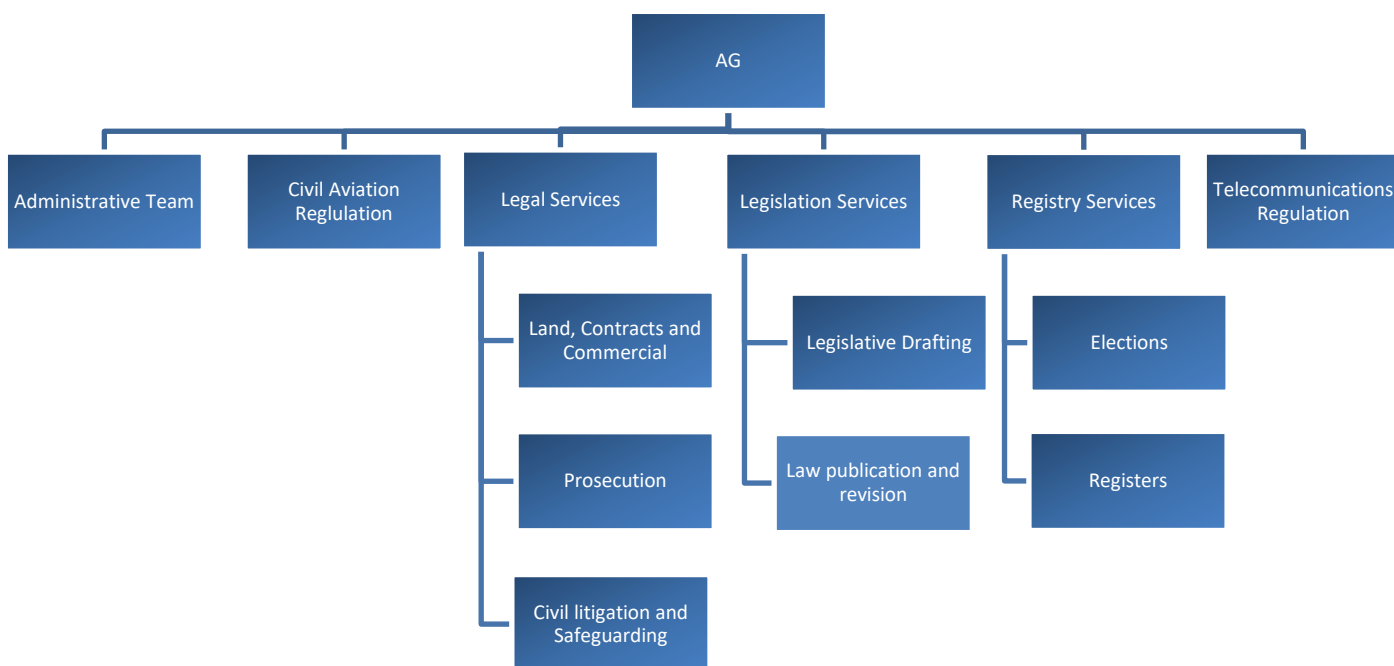 AG
Administrative Team
Civil Aviation
Reglulation
Legal Services
Legislation Services
Registry Services
Telecommunications
Regulation
Land, Contracts and
Commercial
Legislative Drafting
Elections
Prosecution
Law publication and
revision
Registers
Civil litigation and
Safeguarding